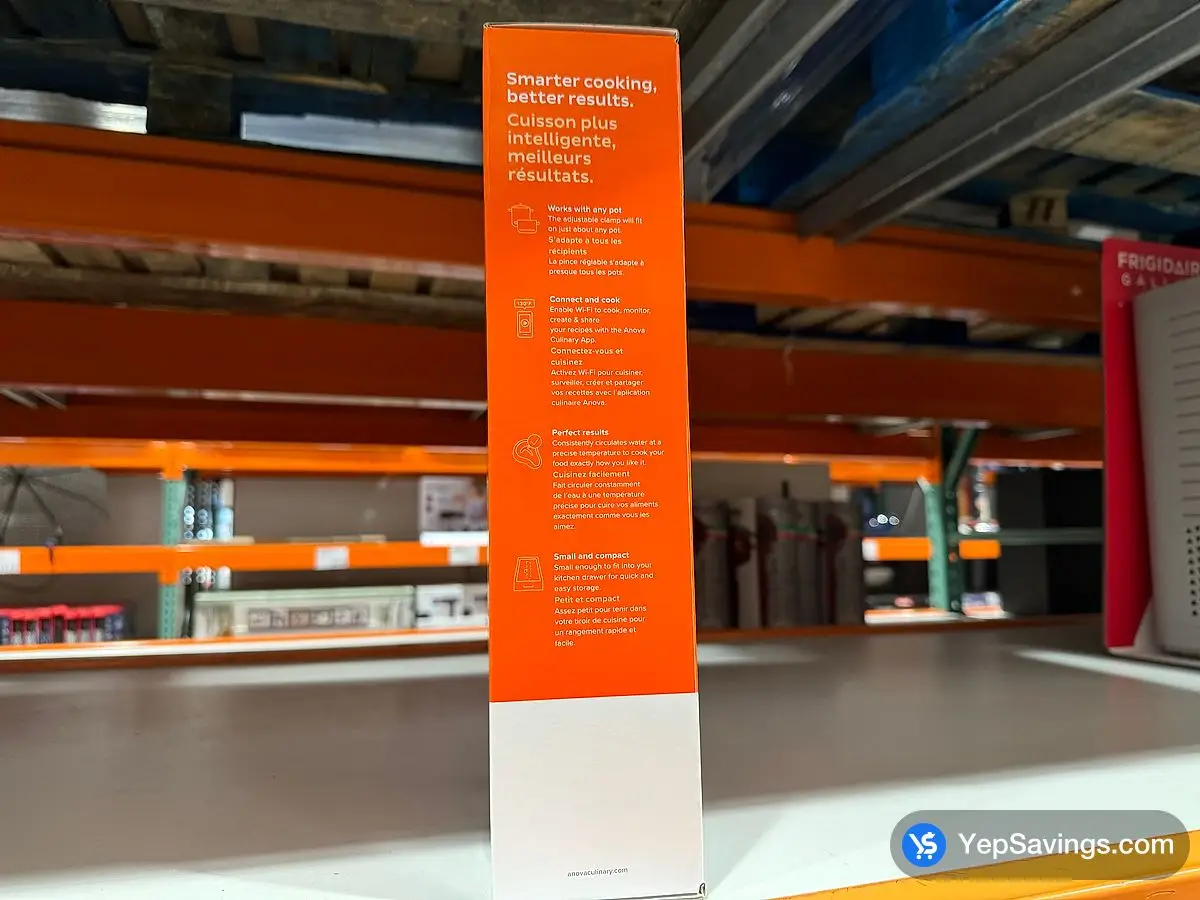 Smarter cooking,
better results.
Cuisson plus
intelligente,
meilleurs
résultats.
Works with any pot
The adjustable clamp will fit
on just about any pot.
S'adapte à tous les
récipients
La pince réglable s'adapte à
presque tous les pots.
130°F
Connect and cook
Enable Wi-Fi to cook, monitor,
create & share
your recipes with the Anova
Culinary App.
Connectez-vous et
cuisinez
Activez Wi-Fi pour cuisiner,
surveiller, créer et partager
vos recettes avec l'aplication
culinaire Anova.
Perfect results
Consistently circulates water at a
precise temperature to cook your
food exactly how you like it.
Cuisinez facilement
Fait circuler constamment
de l'eau à une température
précise pour cuire vos aliments
exactement comme vous les
aimez.
Small and compact
Small enough to fit into your
kitchen drawer for quick and
easy storage.
Petit et compact
Assez petit pour tenir dans
votre tiroir de cuisine pour
un rangement rapide et
facile.
anovaculinary.com
FRIGIDAIR
GAL
YepSavings.com